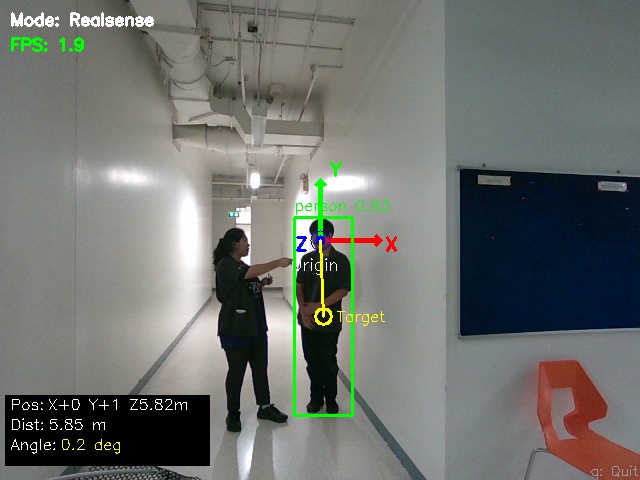 Mode: Realsense
FPS: 1.9
Y
person 0.93
Z
X
Origin
Target
Pos: X+0 Y+1 Z5.82m
Dist: 5.85 m
Angle: 0.2 deg
q: Quit